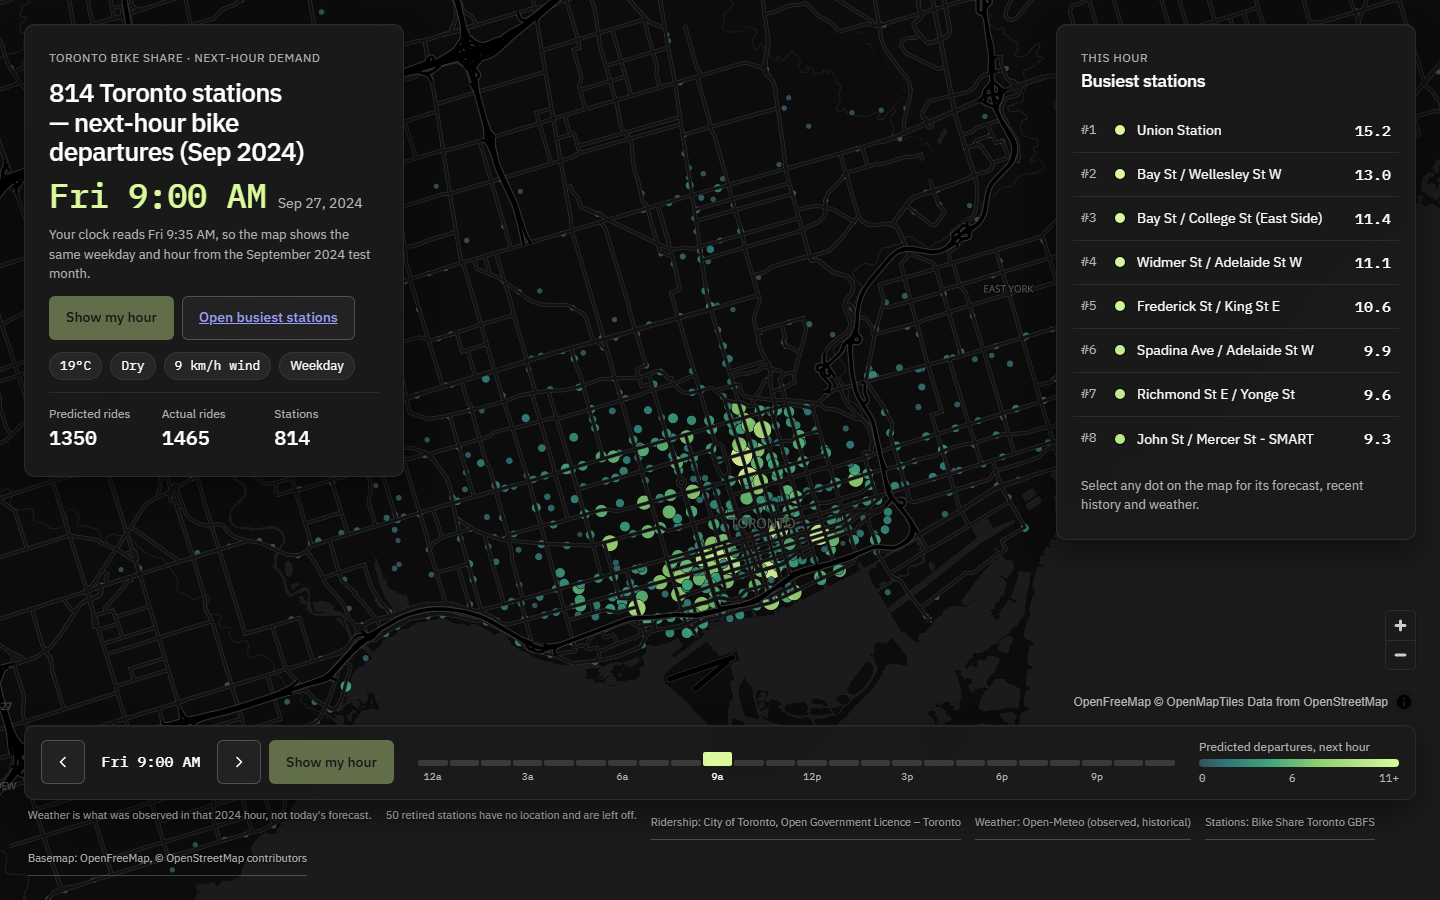 TORONTO BIKE SHARE · NEXT-HOUR DEMAND
814 Toronto stations
— next-hour bike
departures (Sep 2024)
Fri 9:00 AM Sep 27, 2024
Your clock reads Fri 9:35 AM, so the map shows the
same weekday and hour from the September 2024 test
month.
Show my hour
Open busiest stations
19°C
Dry
9 km/h wind
Weekday
Predicted rides
1350
Actual rides
1465
Stations
814
THIS HOUR
Busiest stations
#1 Union Station 15.2
#2 Bay St / Wellesley St W 13.0
#3 Bay St / College St (East Side) 11.4
#4 Widmer St / Adelaide St W 11.1
#5 Frederick St / King St E 10.6
#6 Spadina Ave / Adelaide St W 9.9
#7 Richmond St E / Yonge St 9.6
#8 John St / Mercer St - SMART 9.3
Select any dot on the map for its forecast, recent
history and weather.
EAST YORK
TORONTO
OpenFreeMap © OpenMapTiles Data from OpenStreetMap
Fri 9:00 AM
Show my hour
12a 3a 6a 9a 12p 3p 6p 9p
Predicted departures, next hour
0 6 11+
Weather is what was observed in that 2024 hour, not today's forecast.
50 retired stations have no location and are left off.
Ridership: City of Toronto, Open Government Licence – Toronto
Weather: Open-Meteo (observed, historical)
Stations: Bike Share Toronto GBFS
Basemap: OpenFreeMap, © OpenStreetMap contributors